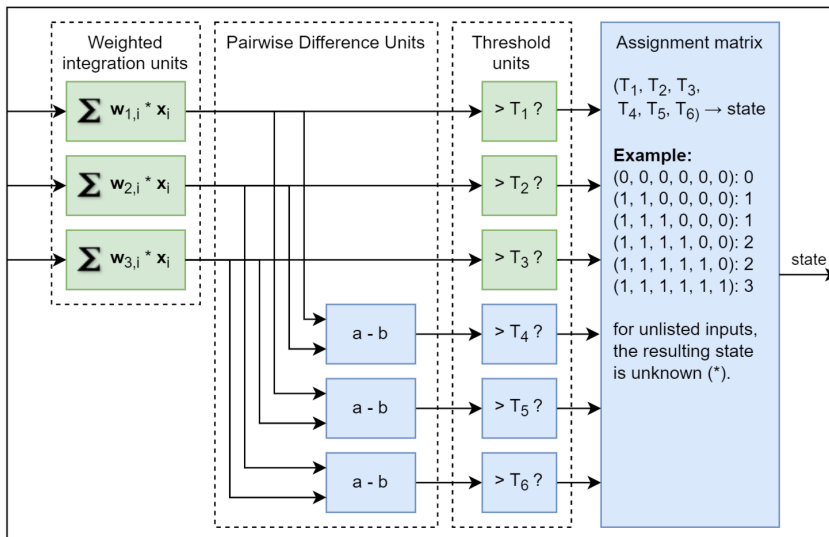 Weighted
integration units
Pairwise Difference Units
Threshold
units
Assignment matrix
Σ w1,i * xi
> T1 ?
(T1, T2, T3,
T4, T5, T6) → state
Σ w2,i * xi
> T2 ?
Example:
(0, 0, 0, 0, 0, 0): 0
(1, 1, 0, 0, 0, 0): 1
(1, 1, 1, 0, 0, 0): 1
(1, 1, 1, 1, 0, 0): 2
(1, 1, 1, 1, 1, 0): 2
(1, 1, 1, 1, 1, 1): 3
Σ w3,i * xi
> T3 ?
state
a - b
> T4 ?
for unlisted inputs,
the resulting state
is unknown (*).
a - b
> T5 ?
a - b
> T6 ?